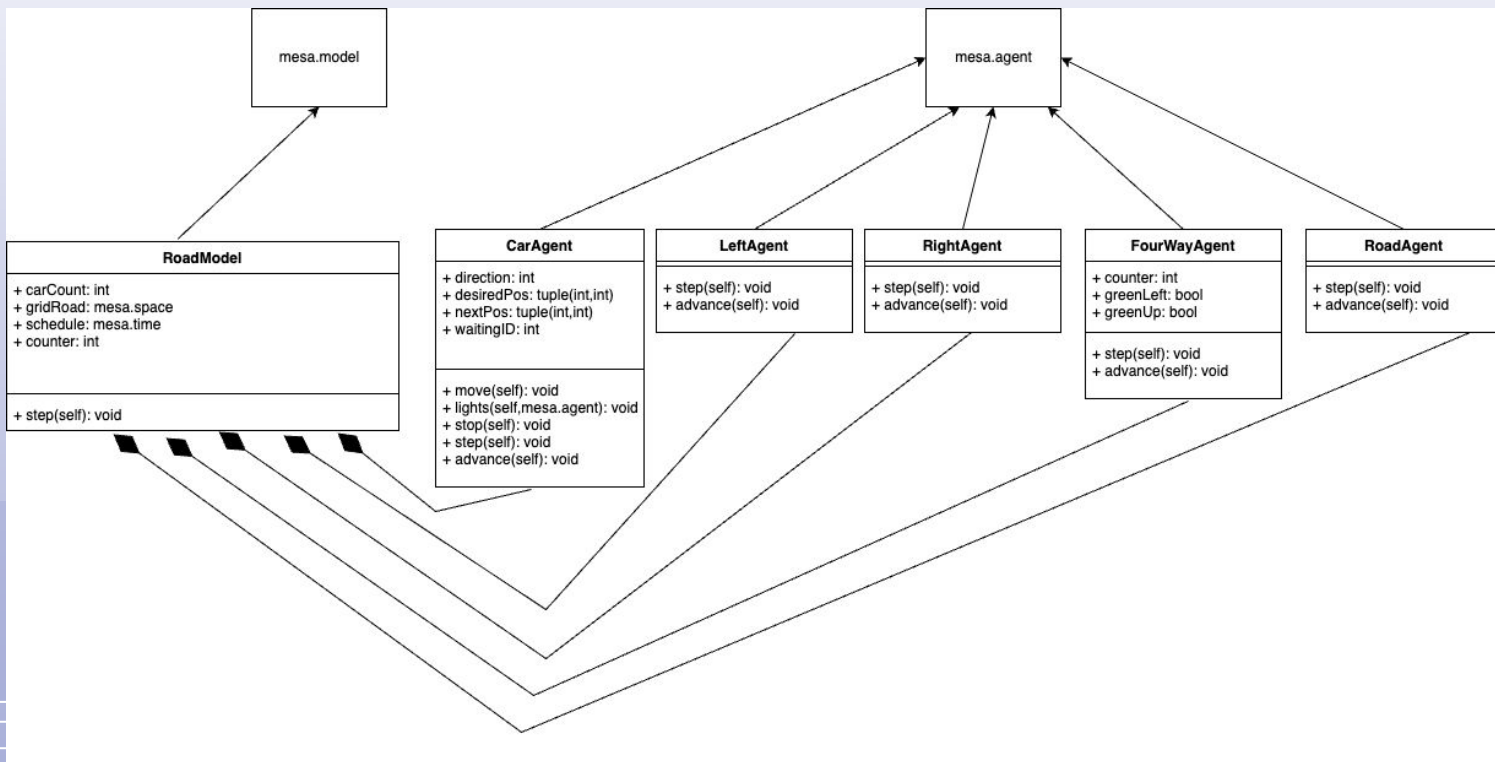 mesa.model
mesa.agent
RoadModel
+ carCount: int
+ gridRoad: mesa.space
+ schedule: mesa.time
+ counter: int
+ step(self): void
CarAgent
+ direction: int
+ desiredPos: tuple(int,int)
+ nextPos: tuple(int,int)
+ waitingID: int
+ move(self): void
+ lights(self,mesa.agent): void
+ stop(self): void
+ step(self): void
+ advance(self): void
LeftAgent
+ step(self): void
+ advance(self): void
RightAgent
+ step(self): void
+ advance(self): void
FourWayAgent
+ counter: int
+ greenLeft: bool
+ greenUp: bool
+ step(self): void
+ advance(self): void
RoadAgent
+ step(self): void
+ advance(self): void